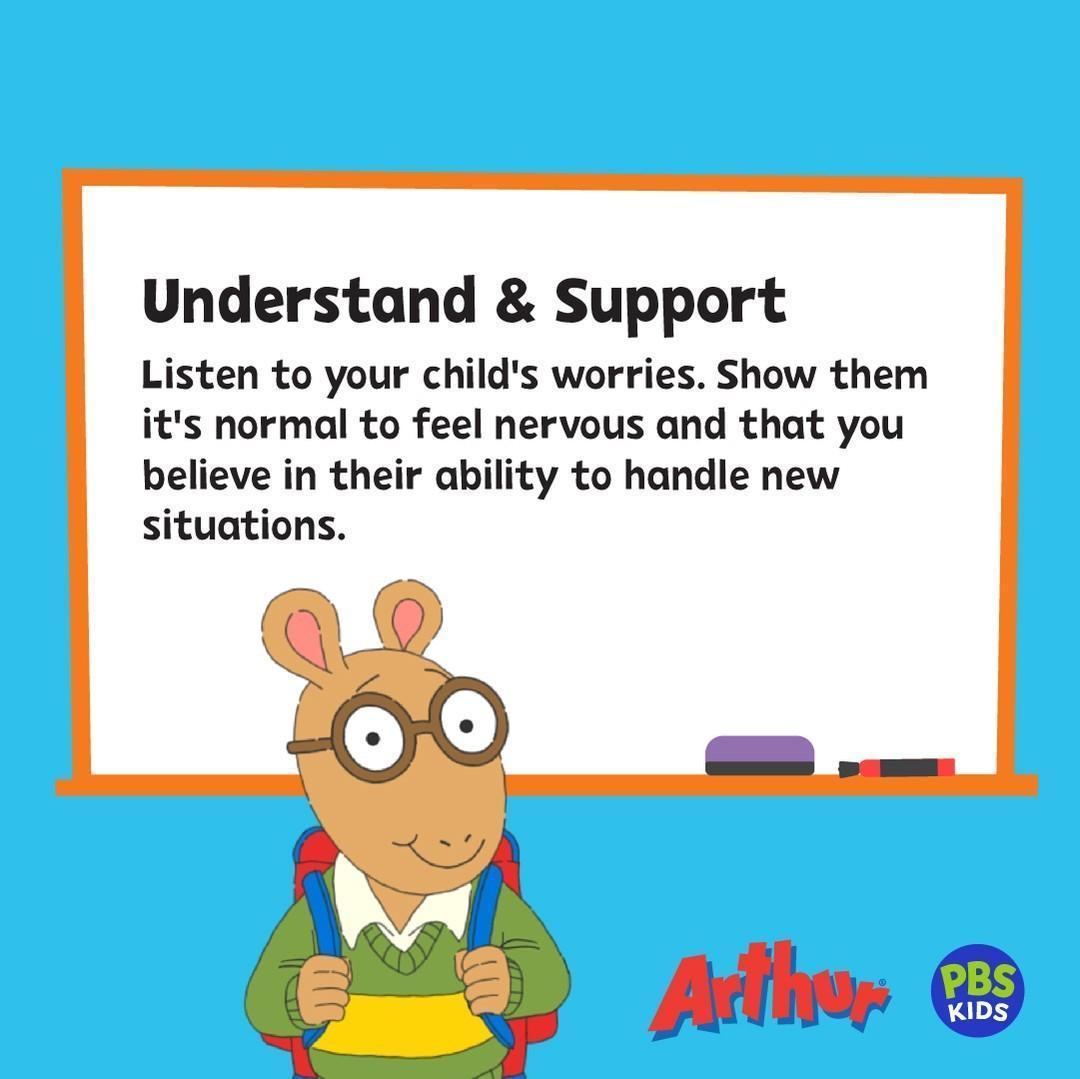 Understand & Support
Listen to your child's worries. Show them
it's normal to feel nervous and that you
believe in their ability to handle new
situations.
Arthur®
PBS
KIDS